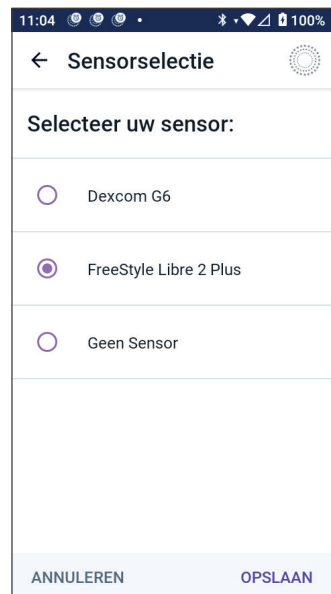 11:04 100%
Sensorselectie
Selecteer uw sensor:
Dexcom G6
FreeStyle Libre 2 Plus
Geen Sensor
ANNULEREN OPSLAAN